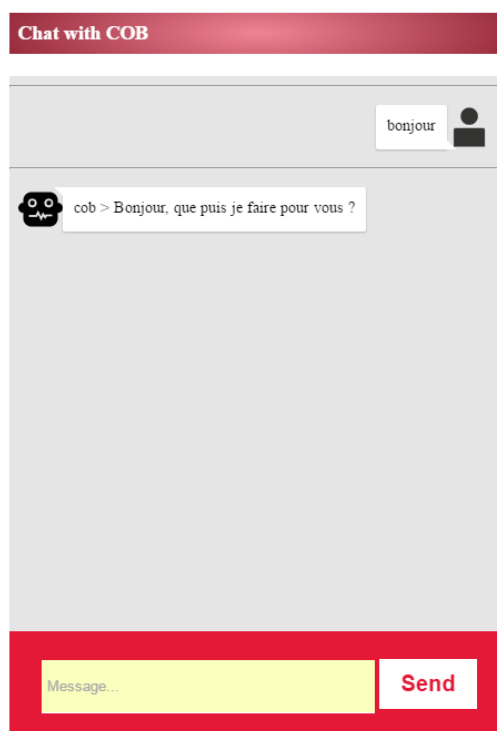 Chat with COB
bonjour
cob > Bonjour, que puis je faire pour vous ?
Message...
Send